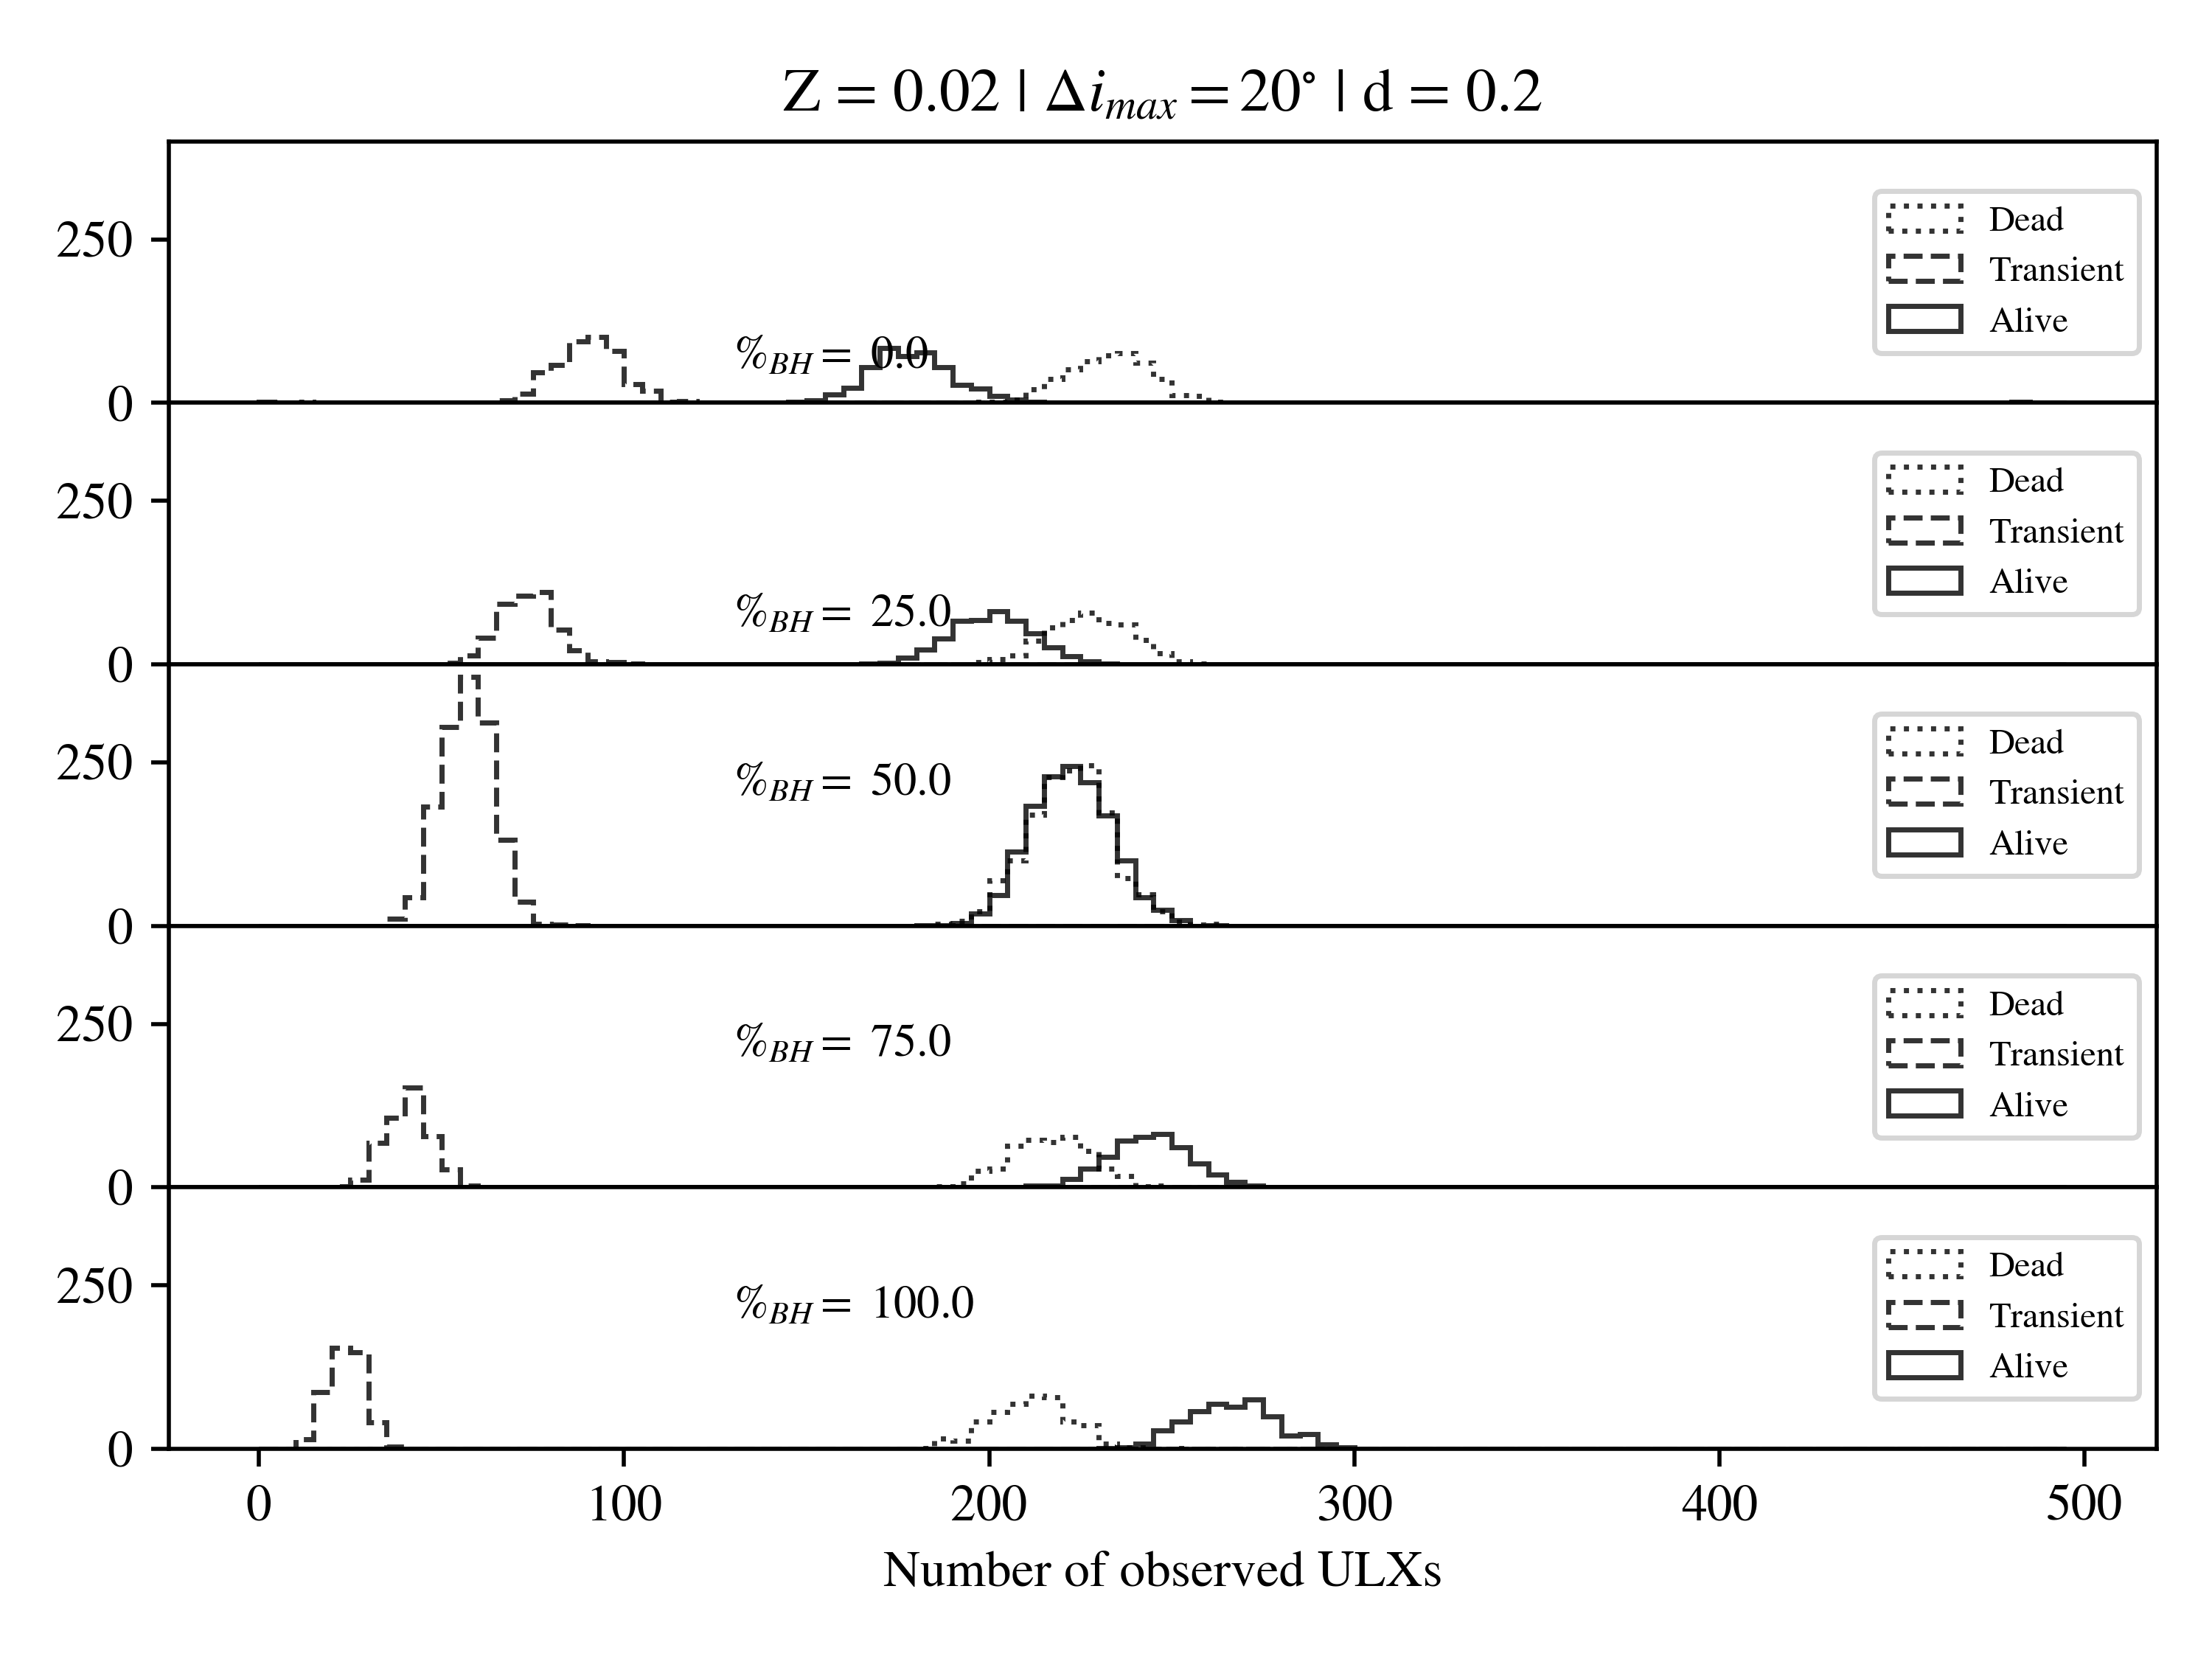 Z = 0.02 | Δi_max = 20° | d = 0.2
250
Dead
Transient
Alive
%_BH = 0.0
0
250
Dead
Transient
Alive
%_BH = 25.0
0
250
Dead
Transient
Alive
%_BH = 50.0
0
250
Dead
Transient
Alive
%_BH = 75.0
0
250
Dead
Transient
Alive
%_BH = 100.0
0
0 100 200 300 400 500
Number of observed ULXs